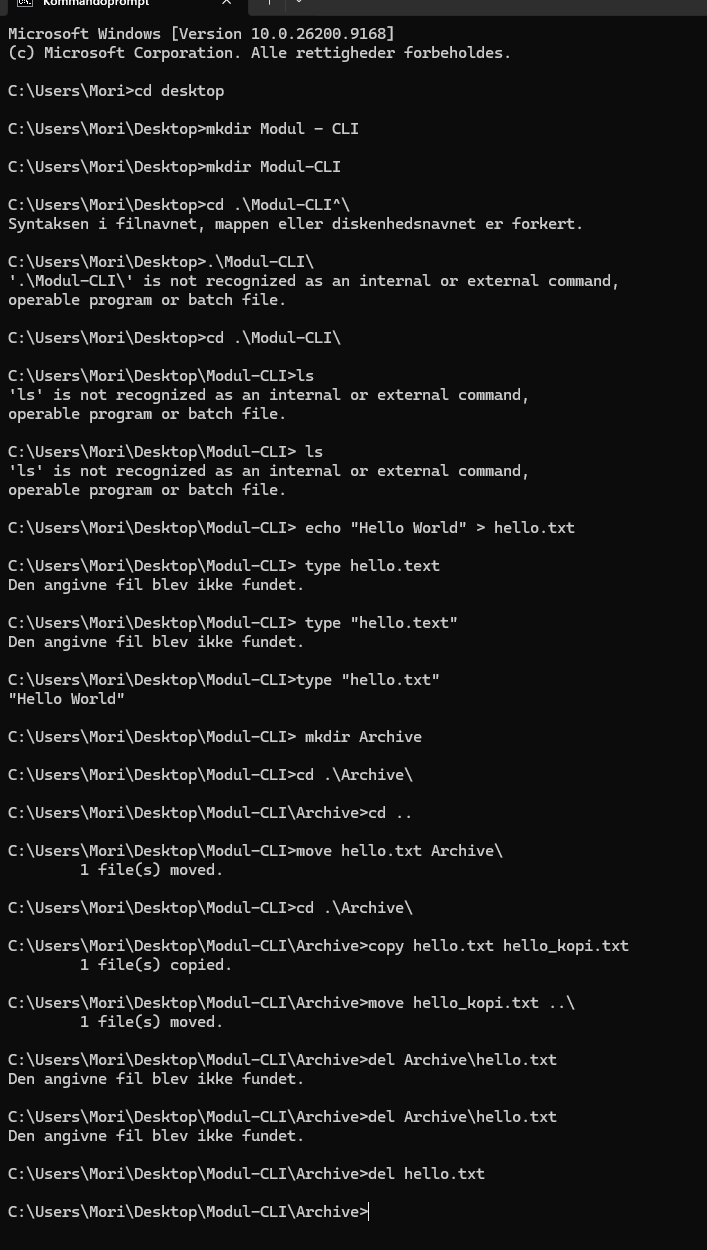 Kommandoprompt
Microsoft Windows [Version 10.0.26200.9168]
(c) Microsoft Corporation. Alle rettigheder forbeholdes.
C:\Users\Mori>cd desktop
C:\Users\Mori\Desktop>mkdir Modul - CLI
C:\Users\Mori\Desktop>mkdir Modul-CLI
C:\Users\Mori\Desktop>cd .\Modul-CLI^\
Syntaksen i filnavnet, mappen eller diskenhedsnavnet er forkert.
C:\Users\Mori\Desktop>.\Modul-CLI\
'.\Modul-CLI\' is not recognized as an internal or external command,
operable program or batch file.
C:\Users\Mori\Desktop>cd .\Modul-CLI\
C:\Users\Mori\Desktop\Modul-CLI>ls
'ls' is not recognized as an internal or external command,
operable program or batch file.
C:\Users\Mori\Desktop\Modul-CLI> ls
'ls' is not recognized as an internal or external command,
operable program or batch file.
C:\Users\Mori\Desktop\Modul-CLI> echo "Hello World" > hello.txt
C:\Users\Mori\Desktop\Modul-CLI> type hello.text
Den angivne fil blev ikke fundet.
C:\Users\Mori\Desktop\Modul-CLI> type "hello.text"
Den angivne fil blev ikke fundet.
C:\Users\Mori\Desktop\Modul-CLI>type "hello.txt"
"Hello World"
C:\Users\Mori\Desktop\Modul-CLI> mkdir Archive
C:\Users\Mori\Desktop\Modul-CLI>cd .\Archive\
C:\Users\Mori\Desktop\Modul-CLI\Archive>cd ..
C:\Users\Mori\Desktop\Modul-CLI>move hello.txt Archive\
1 file(s) moved.
C:\Users\Mori\Desktop\Modul-CLI>cd .\Archive\
C:\Users\Mori\Desktop\Modul-CLI\Archive>copy hello.txt hello_kopi.txt
1 file(s) copied.
C:\Users\Mori\Desktop\Modul-CLI\Archive>move hello_kopi.txt ..\
1 file(s) moved.
C:\Users\Mori\Desktop\Modul-CLI\Archive>del Archive\hello.txt
Den angivne fil blev ikke fundet.
C:\Users\Mori\Desktop\Modul-CLI\Archive>del Archive\hello.txt
Den angivne fil blev ikke fundet.
C:\Users\Mori\Desktop\Modul-CLI\Archive>del hello.txt
C:\Users\Mori\Desktop\Modul-CLI\Archive>